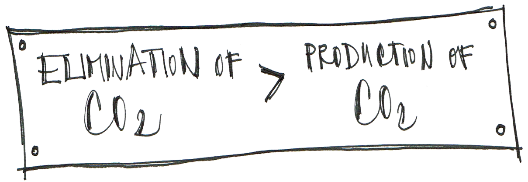 ELIMINATION OF > PRODUCTION OF
CO2 CO2